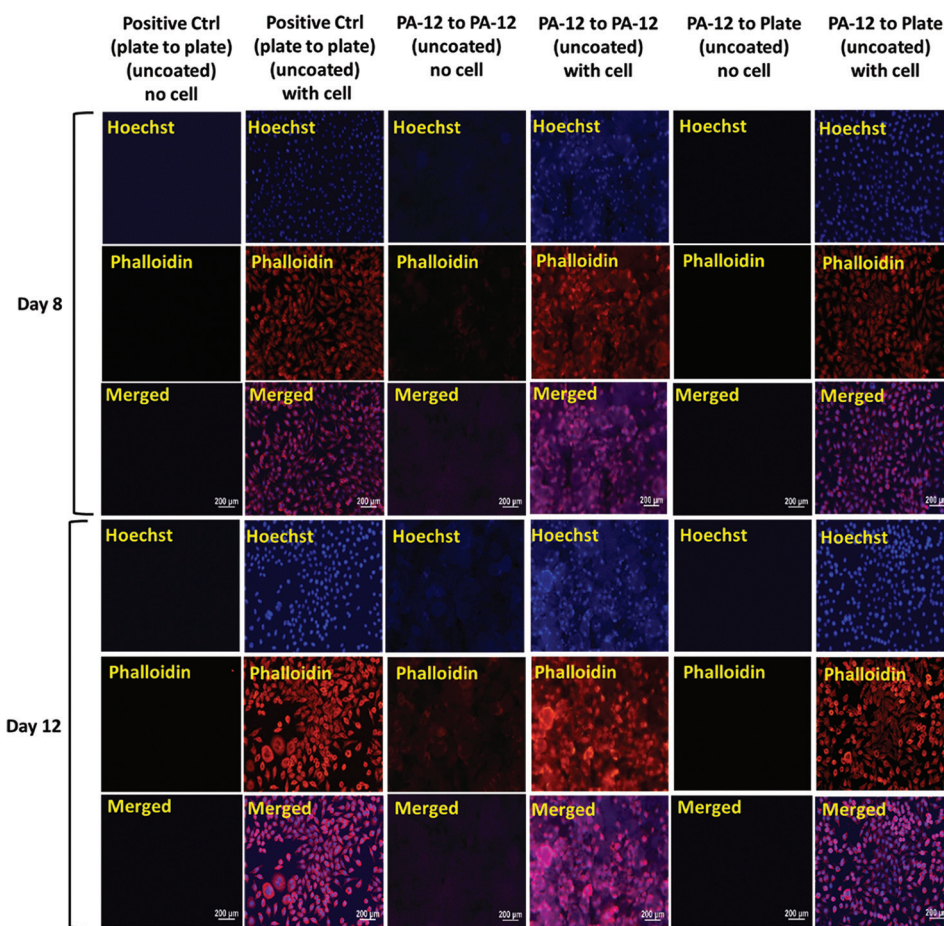 Positive Ctrl
(plate to plate)
(uncoated)
no cell
Positive Ctrl
(plate to plate)
(uncoated)
with cell
PA-12 to PA-12
(uncoated)
no cell
PA-12 to PA-12
(uncoated)
with cell
PA-12 to Plate
(uncoated)
no cell
PA-12 to Plate
(uncoated)
with cell
Day 8
Hoechst
Hoechst
Hoechst
Hoechst
Hoechst
Hoechst
Phalloidin
Phalloidin
Phalloidin
Phalloidin
Phalloidin
Phalloidin
Merged
Merged
Merged
Merged
Merged
Merged
200 µm
200 µm
200 µm
200 µm
200 µm
200 µm
Day 12
Hoechst
Hoechst
Hoechst
Hoechst
Hoechst
Hoechst
Phalloidin
Phalloidin
Phalloidin
Phalloidin
Phalloidin
Phalloidin
Merged
Merged
Merged
Merged
Merged
Merged
200 µm
200 µm
200 µm
200 µm
200 µm
200 µm